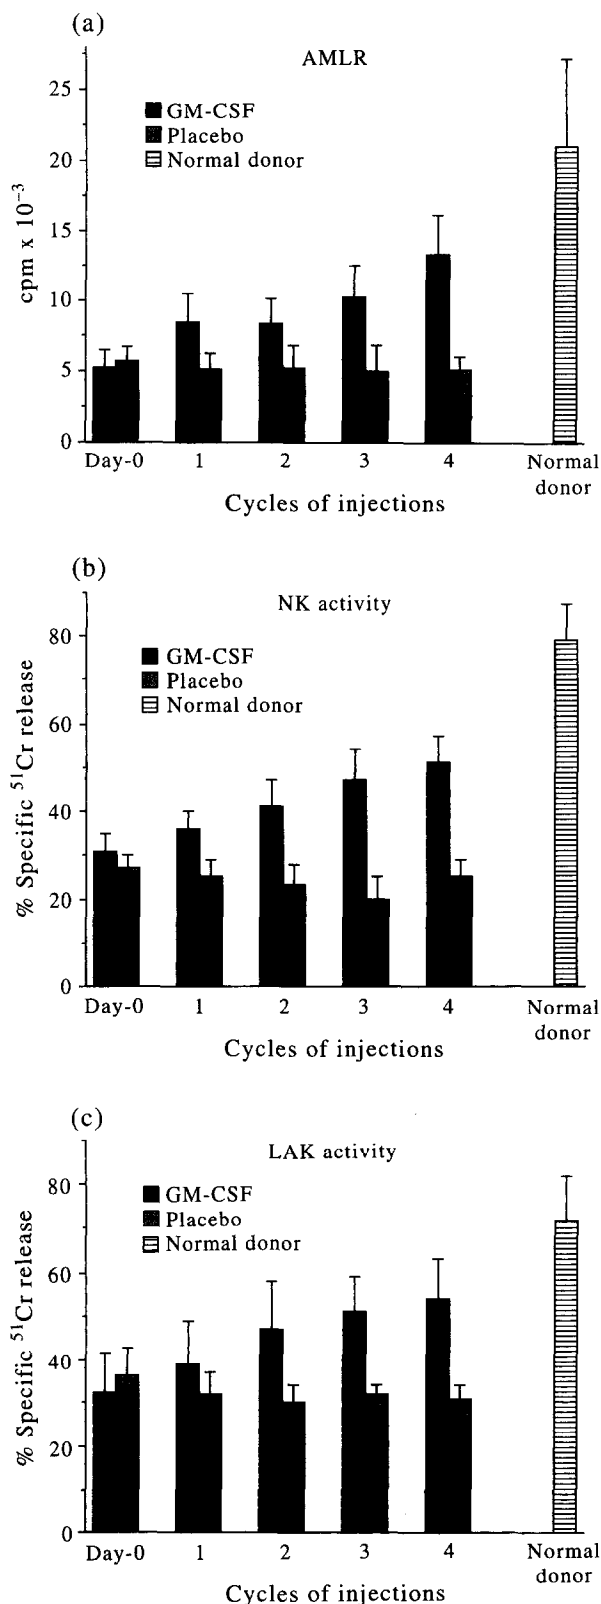 (a)
AMLR
GM-CSF
Placebo
Normal donor
cpm x 10⁻³
25
20
15
10
5
0
Day-0 1 2 3 4 Normal donor
Cycles of injections
(b)
NK activity
GM-CSF
Placebo
Normal donor
% Specific ⁵¹Cr release
80
60
40
20
0
Day-0 1 2 3 4 Normal donor
Cycles of injections
(c)
LAK activity
GM-CSF
Placebo
Normal donor
% Specific ⁵¹Cr release
80
60
40
20
0
Day-0 1 2 3 4 Normal donor
Cycles of injections